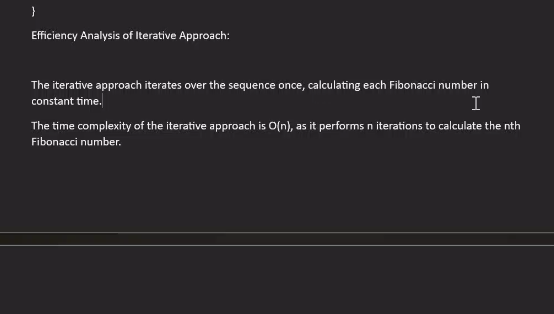 }
Efficiency Analysis of Iterative Approach:
The iterative approach iterates over the sequence once, calculating each Fibonacci number in
constant time.
The time complexity of the iterative approach is O(n), as it performs n iterations to calculate the nth
Fibonacci number.